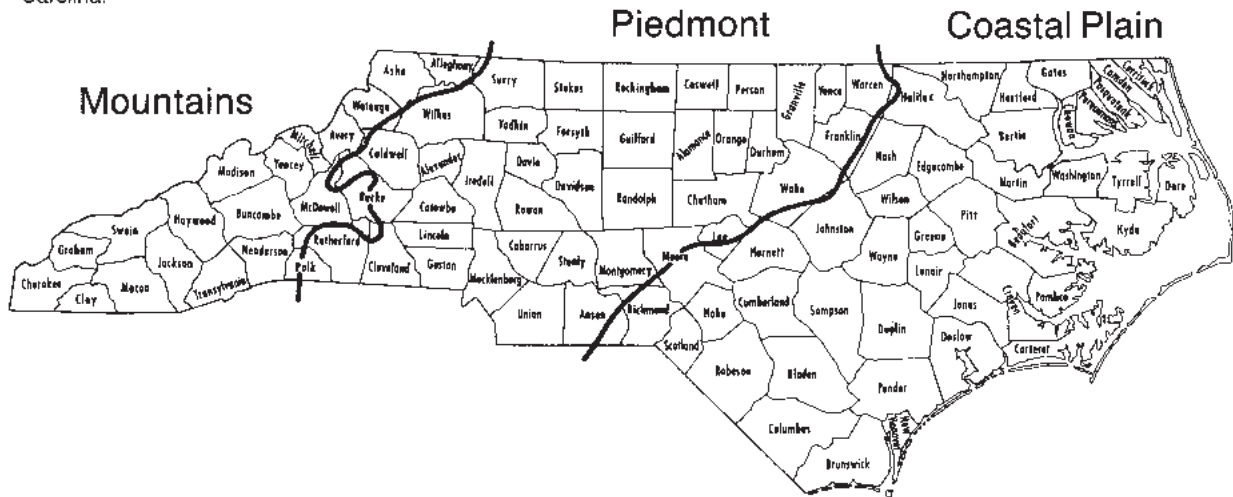 Carolina.
Piedmont
Coastal Plain
Mountains
Ashe
Alleghany
Surry
Stokes
Rockingham
Caswell
Person
Granville
Vance
Warren
Halifax
Northampton
Gates
Hertford
Camden
Currituck
Pasquotank
Perquimans
Chowan
Watauga
Wilkes
Yadkin
Forsyth
Guilford
Alamance
Orange
Durham
Franklin
Nash
Edgecombe
Bertie
Martin
Washington
Tyrrell
Dare
Mitchell
Avery
Caldwell
Alexander
Iredell
Davie
Davidson
Randolph
Chatham
Wake
Wilson
Pitt
Beaufort
Hyde
Madison
Yancey
McDowell
Burke
Catawba
Rowan
Johnston
Greene
Haywood
Buncombe
Rutherford
Lincoln
Cabarrus
Stanly
Montgomery
Moore
Lee
Harnett
Wayne
Lenoir
Craven
Pamlico
Swain
Graham
Jackson
Henderson
Polk
Cleveland
Gaston
Mecklenburg
Cherokee
Clay
Macon
Transylvania
Union
Anson
Richmond
Hoke
Cumberland
Sampson
Duplin
Jones
Onslow
Carteret
Scotland
Robeson
Bladen
Pender
Columbus
New
Hanover
Brunswick